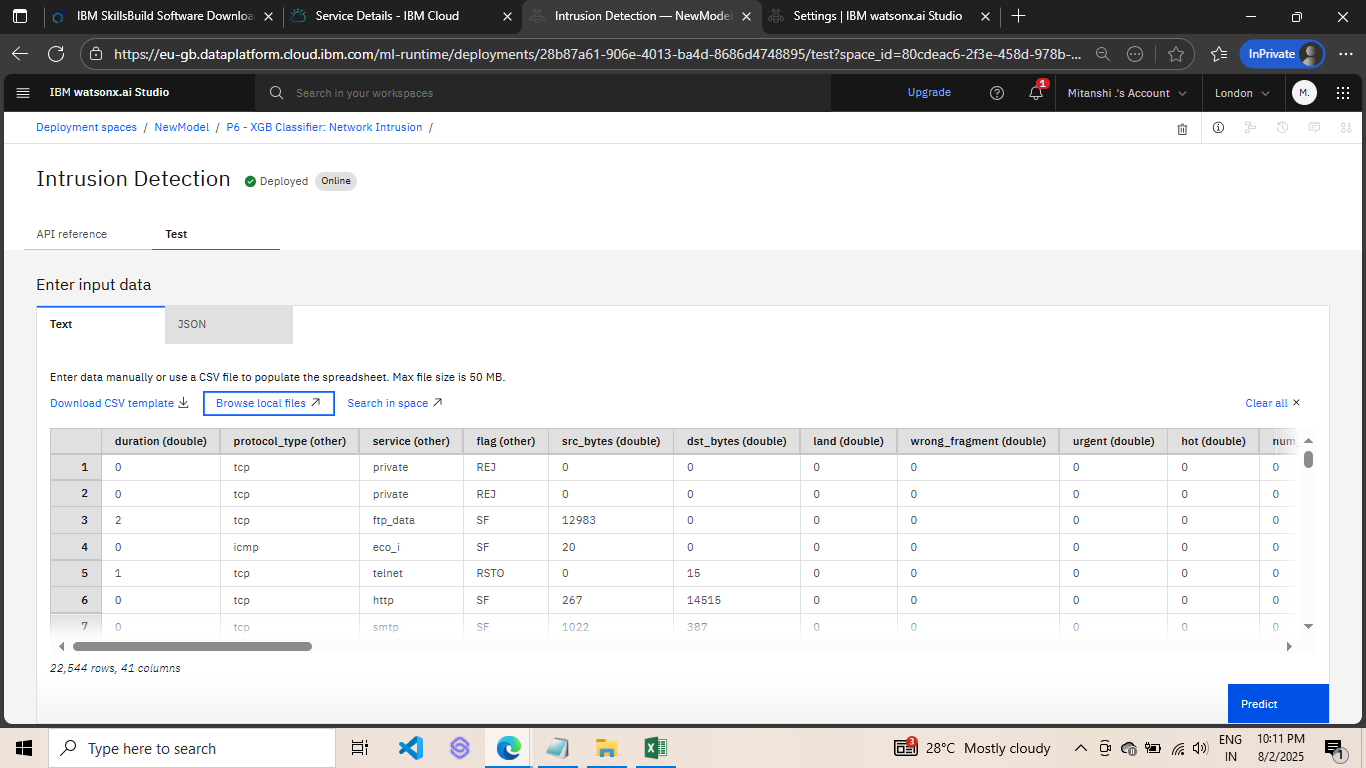 IBM SkillsBuild Software Downloa
Service Details - IBM Cloud
Intrusion Detection — NewModel
Settings | IBM watsonx.ai Studio
https://eu-gb.dataplatform.cloud.ibm.com/ml-runtime/deployments/28b87a61-906e-4013-ba4d-8686d4748895/test?space_id=80cdeac6-2f3e-458d-978b-...
InPrivate
IBM watsonx.ai Studio
Search in your workspaces
Upgrade
1
Mitanshi .'s Account
London
M.
Deployment spaces / NewModel / P6 - XGB Classifier: Network Intrusion /
Intrusion Detection Deployed Online
API reference Test
Enter input data
Text JSON
Enter data manually or use a CSV file to populate the spreadsheet. Max file size is 50 MB.
Download CSV template Browse local files Search in space Clear all
duration (double) protocol_type (other) service (other) flag (other) src_bytes (double) dst_bytes (double) land (double) wrong_fragment (double) urgent (double) hot (double) num_
1 0 tcp private REJ 0 0 0 0 0 0 0
2 0 tcp private REJ 0 0 0 0 0 0 0
3 2 tcp ftp_data SF 12983 0 0 0 0 0 0
4 0 icmp eco_i SF 20 0 0 0 0 0 0
5 1 tcp telnet RSTO 0 15 0 0 0 0 0
6 0 tcp http SF 267 14515 0 0 0 0 0
7 0 tcp smtp SF 1022 387 0 0 0 0 0
22,544 rows, 41 columns
Predict
Type here to search
3
28°C Mostly cloudy
ENG
IN
10:11 PM
8/2/2025
1